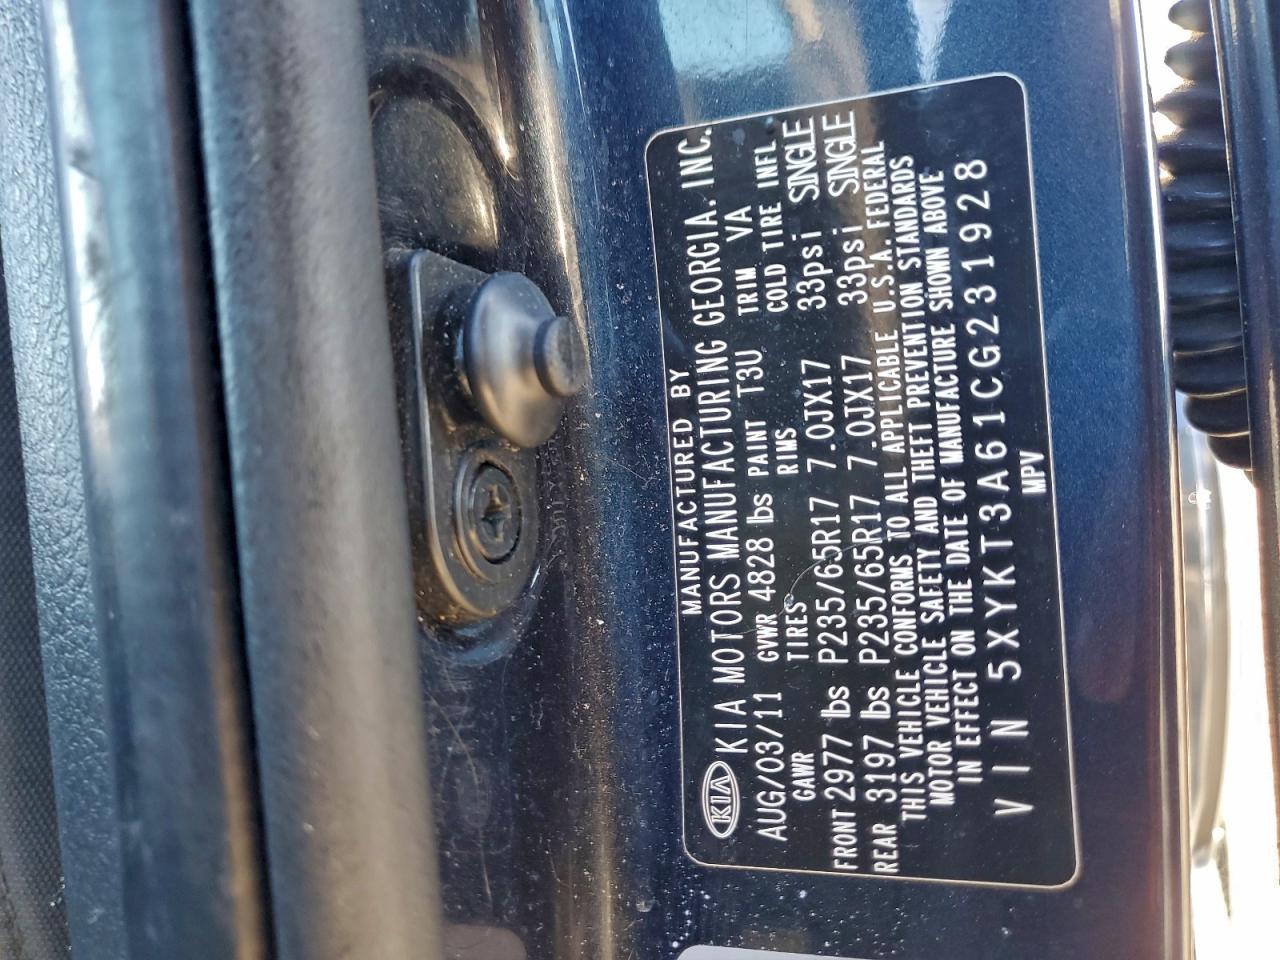 MANUFACTURED BY
KIA KIA MOTORS MANUFACTURING GEORGIA. INC.
AUG/03/11 GVWR 4828 lbs PAINT T3U TRIM VA
GAWR TIRES RIMS COLD TIRE INFL.
FRONT 2977 lbs P235/65R17 7.0JX17 33psi SINGLE
REAR 3197 lbs P235/65R17 7.0JX17 33psi SINGLE
THIS VEHICLE CONFORMS TO ALL APPLICABLE U.S.A. FEDERAL
MOTOR VEHICLE SAFETY AND THEFT PREVENTION STANDARDS
IN EFFECT ON THE DATE OF MANUFACTURE SHOWN ABOVE
VIN 5XYKT3A61CG231928
MPV